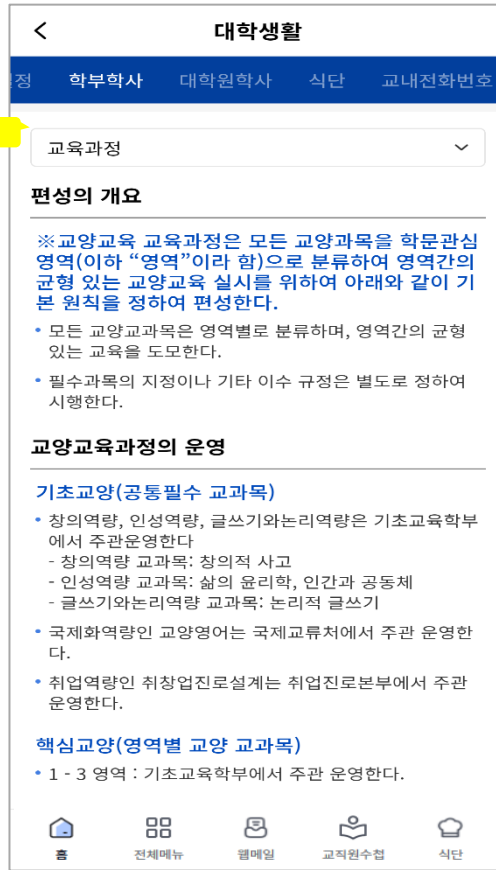 대학생활
정 학부학사 대학원학사 식단 교내전화번호
교육과정
편성의 개요
※교양교육 교육과정은 모든 교양과목을 학문관심
영역(이하 “영역”이라 함)으로 분류하여 영역간의
균형 있는 교양교육 실시를 위하여 아래와 같이 기
본 원칙을 정하여 편성한다.
• 모든 교양교과목은 영역별로 분류하며, 영역간의 균형
있는 교육을 도모한다.
• 필수과목의 지정이나 기타 이수 규정은 별도로 정하여
시행한다.
교양교육과정의 운영
기초교양(공통필수 교과목)
• 창의역량, 인성역량, 글쓰기와논리역량은 기초교육학부
에서 주관운영한다
- 창의역량 교과목: 창의적 사고
- 인성역량 교과목: 삶의 윤리학, 인간과 공동체
- 글쓰기와논리역량 교과목: 논리적 글쓰기
• 국제화역량인 교양영어는 국제교류처에서 주관 운영한
다.
• 취업역량인 취창업진로설계는 취업진로본부에서 주관
운영한다.
핵심교양(영역별 교양 교과목)
• 1 - 3 영역 : 기초교육학부에서 주관 운영한다.
홈 전체메뉴 웹메일 교직원수첩 식단